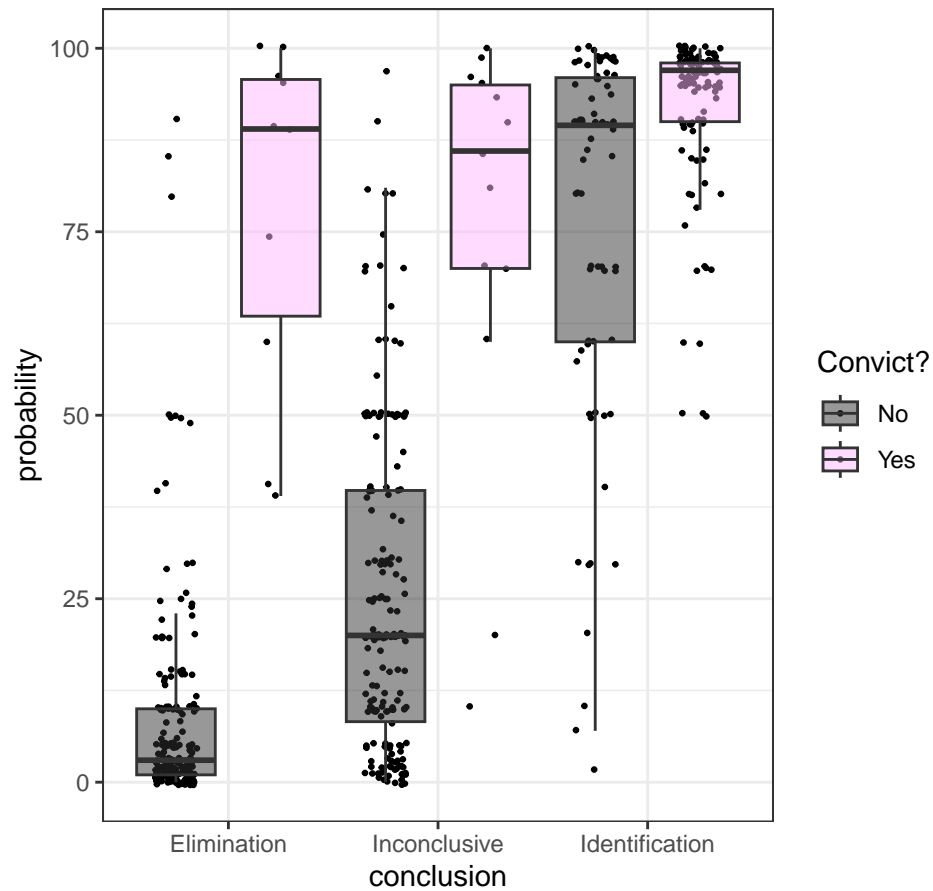 100
75
50
25
0
probability
Elimination
Inconclusive
Identification
conclusion
Convict?
No
Yes